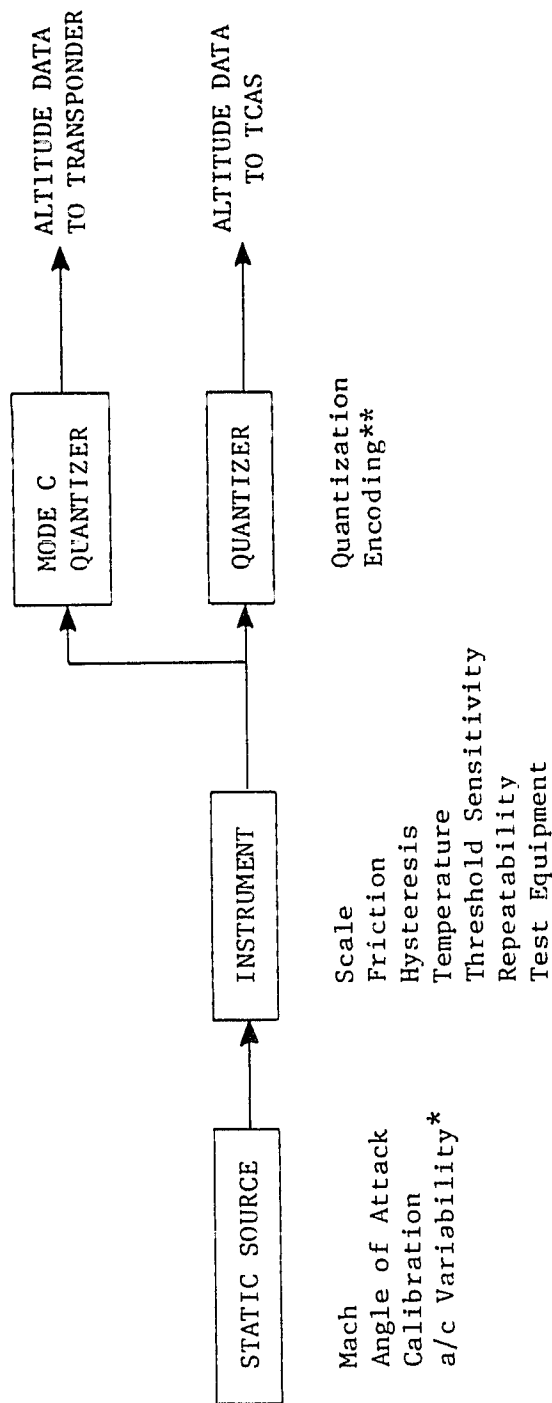 STATIC SOURCE
Mach
Angle of Attack
Calibration
a/c Variability*
INSTRUMENT
Scale
Friction
Hysteresis
Temperature
Threshold Sensitivity
Repeatability
Test Equipment
MODE C
QUANTIZER
QUANTIZER
Quantization
Encoding**
ALTITUDE DATA
TO TRANSPONDER
ALTITUDE DATA
TO TCAS